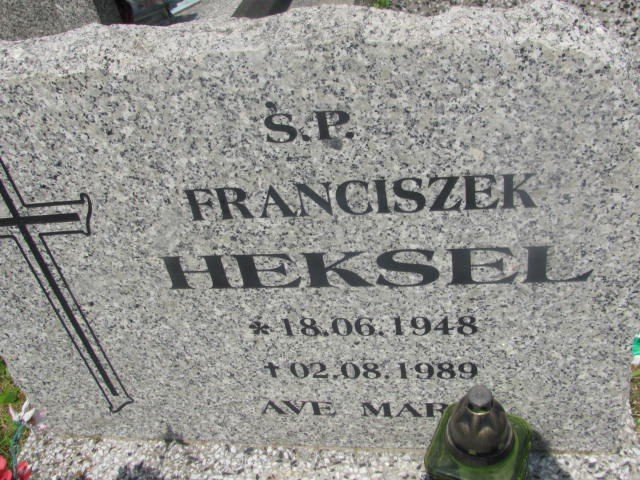 Ś.P.
FRANCISZEK
HEKSEL
* 18.06.1948
† 02.08.1989
AVE